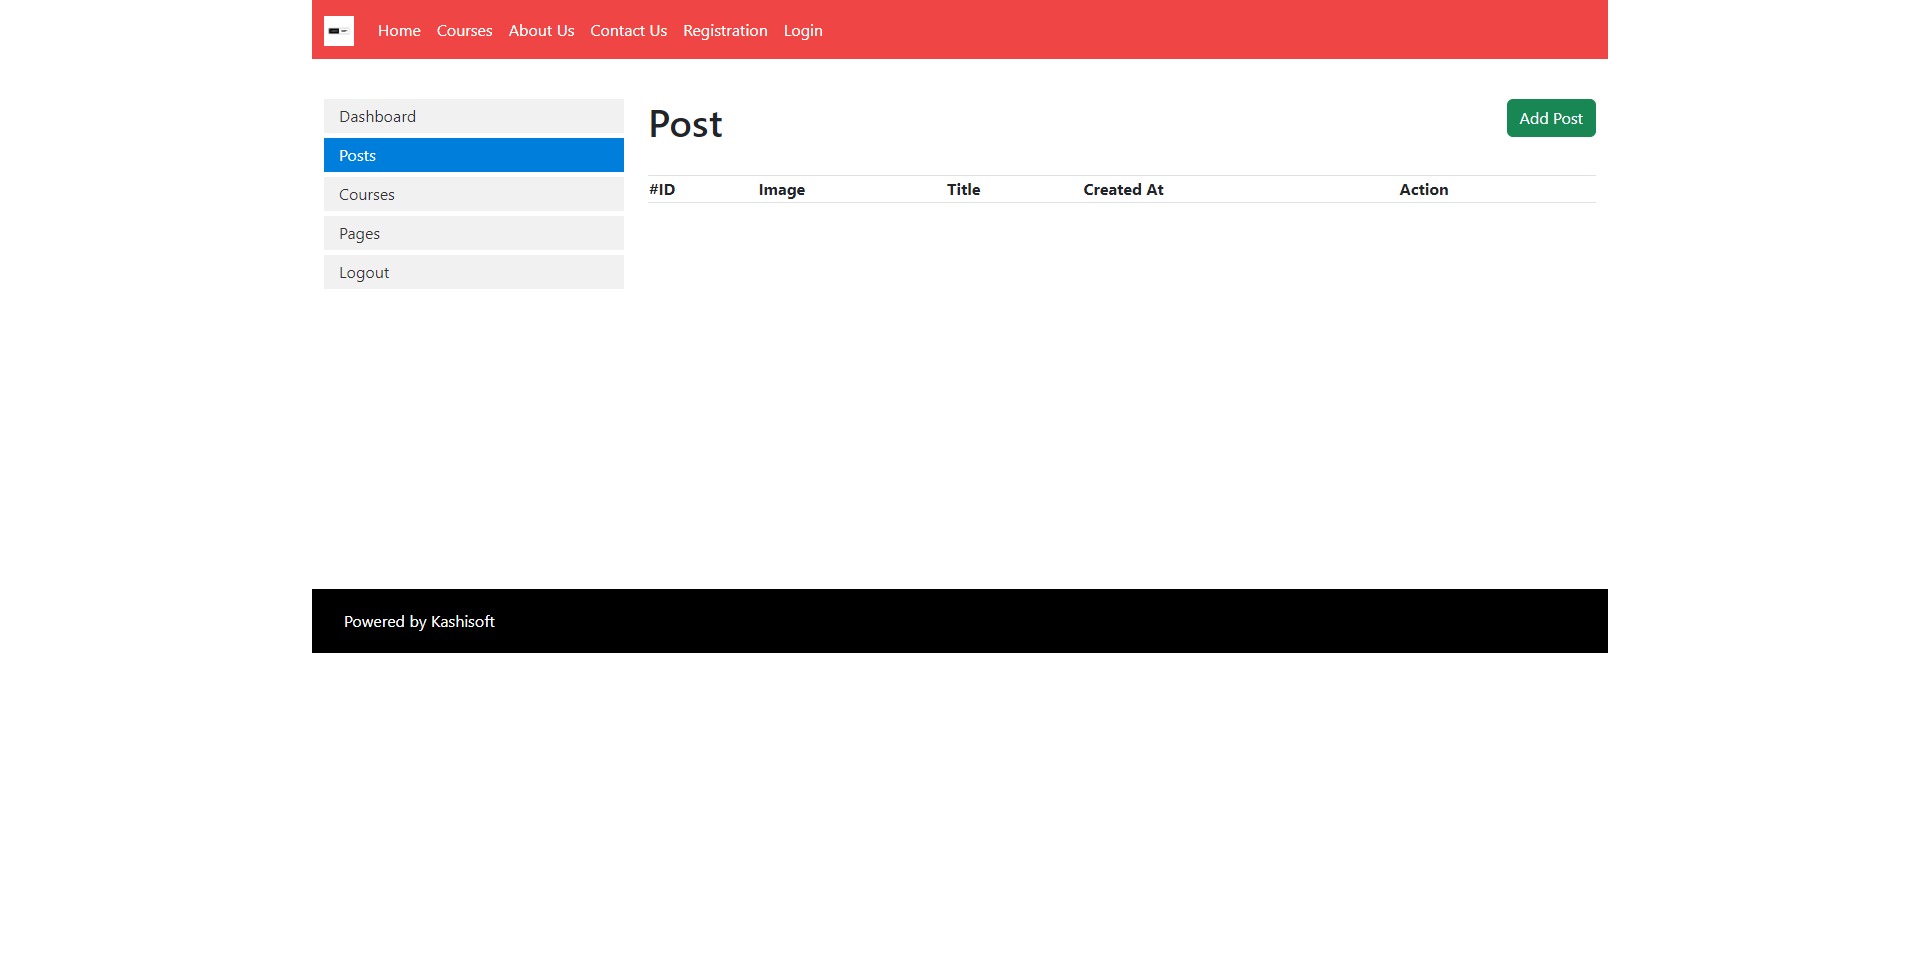 Home Courses About Us Contact Us Registration Login
Dashboard
Posts
Courses
Pages
Logout
Post
Add Post
#ID Image Title Created At Action
Powered by Kashisoft